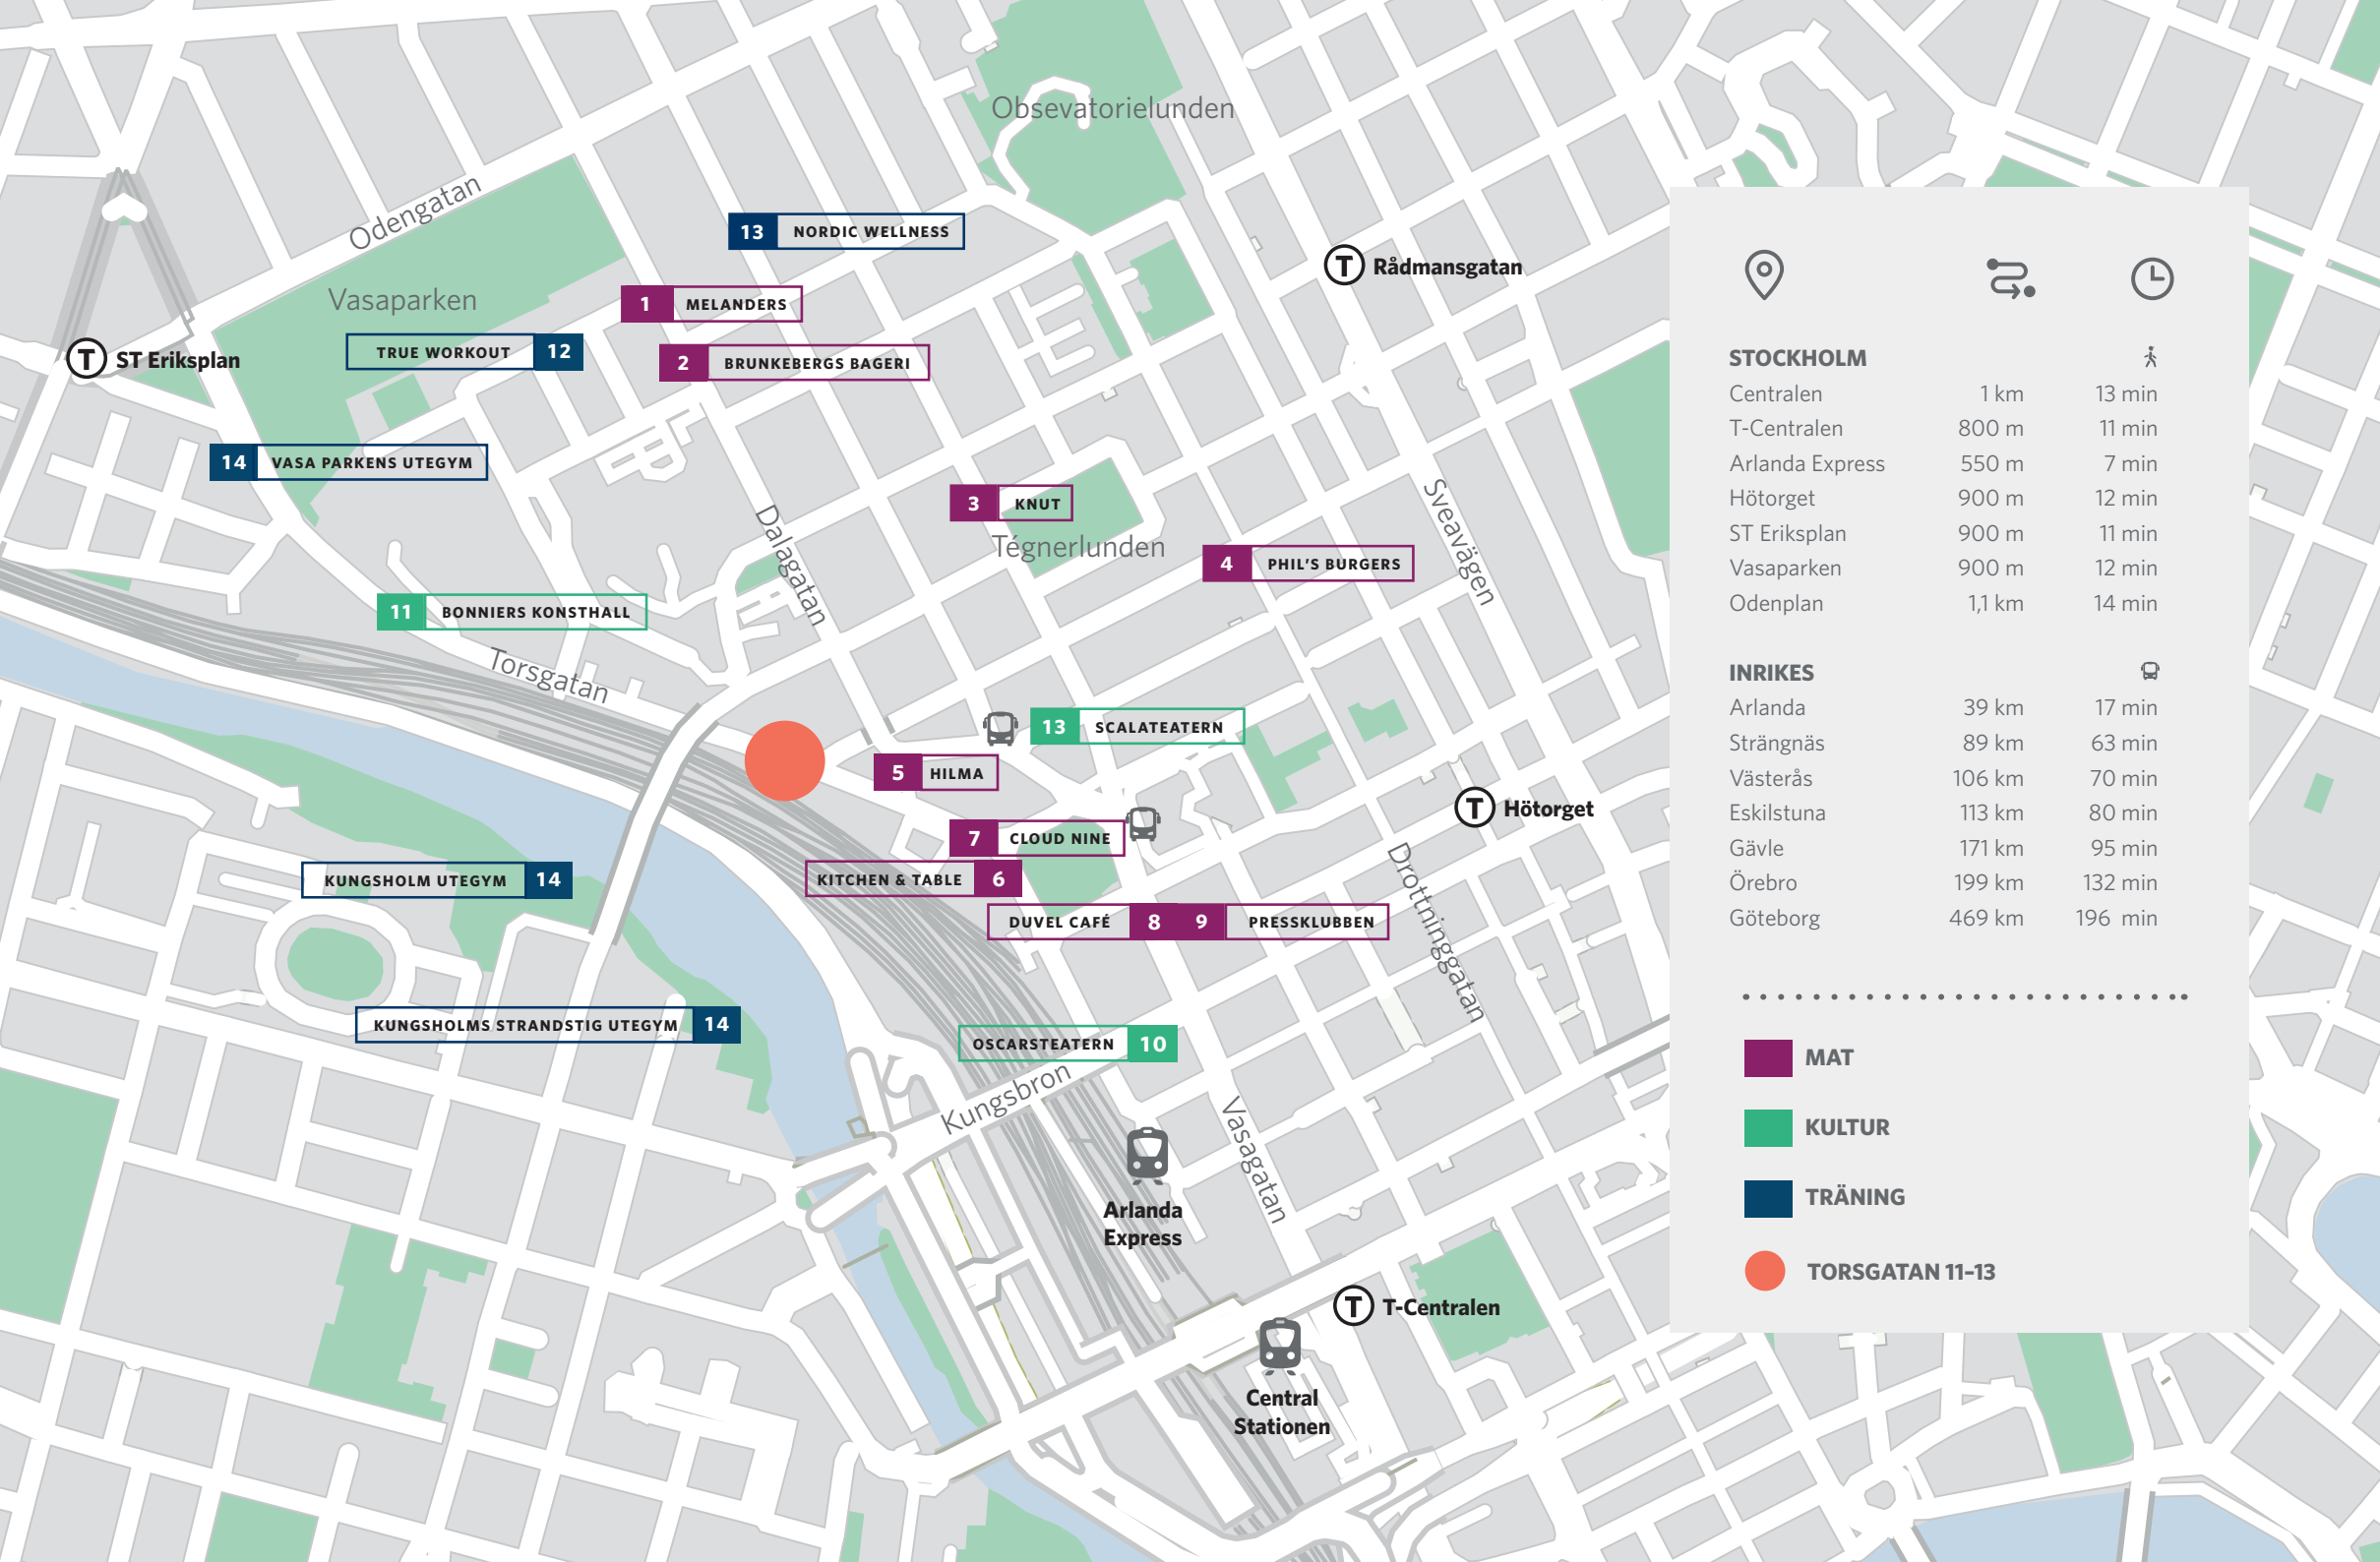 Obsevatorielunden
Odengatan
13 NORDIC WELLNESS
T Rådmansgatan
Vasaparken
1 MELANDERS
TRUE WORKOUT 12
T ST Eriksplan
2 BRUNKEBERGS BAGERI
14 VASA PARKENS UTEGYM
3 KNUT
Tégnerlunden
Dalagatan
Sveavägen
4 PHIL'S BURGERS
11 BONNIERS KONSTHALL
Torsgatan
13 SCALATEATERN
5 HILMA
T Hötorget
7 CLOUD NINE
KITCHEN & TABLE 6
KUNGSHOLM UTEGYM 14
DUVEL CAFÉ 8 9 PRESSKLUBBEN
Drottninggatan
KUNGSHOLMS STRANDSTIG UTEGYM 14
OSCARSTEATERN 10
Kungsbron
Vasagatan
Arlanda
Express
T T-Centralen
Central
Stationen
STOCKHOLM
Centralen 1 km 13 min
T-Centralen 800 m 11 min
Arlanda Express 550 m 7 min
Hötorget 900 m 12 min
ST Eriksplan 900 m 11 min
Vasaparken 900 m 12 min
Odenplan 1,1 km 14 min
INRIKES
Arlanda 39 km 17 min
Strängnäs 89 km 63 min
Västerås 106 km 70 min
Eskilstuna 113 km 80 min
Gävle 171 km 95 min
Örebro 199 km 132 min
Göteborg 469 km 196 min
MAT
KULTUR
TRÄNING
TORSGATAN 11–13